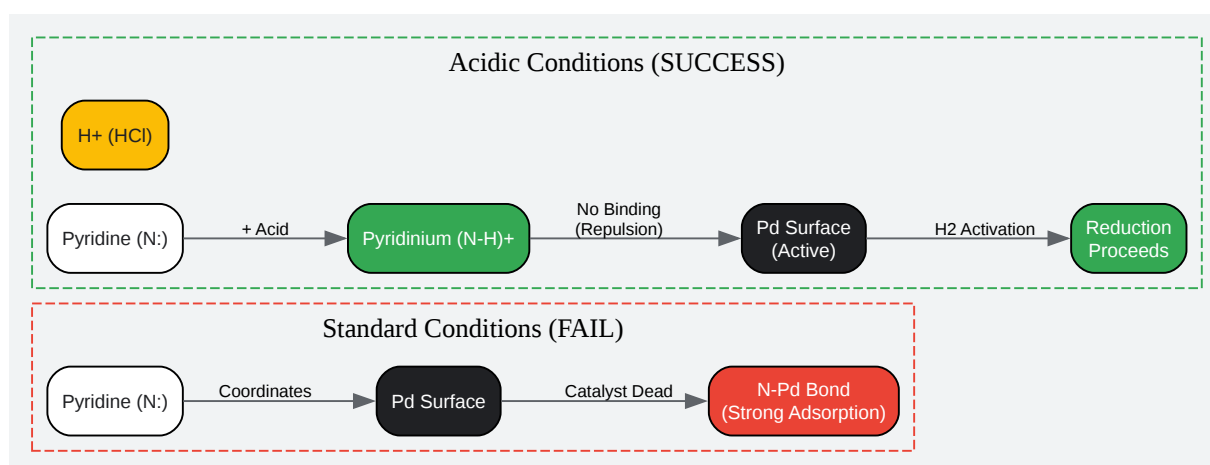 Acidic Conditions (SUCCESS)
H+ (HCl)
Pyridine (N:)
+ Acid
Pyridinium (N-H)+
No Binding
(Repulsion)
Pd Surface
(Active)
H2 Activation
Reduction
Proceeds
Standard Conditions (FAIL)
Pyridine (N:)
Coordinates
Pd Surface
Catalyst Dead
N-Pd Bond
(Strong Adsorption)